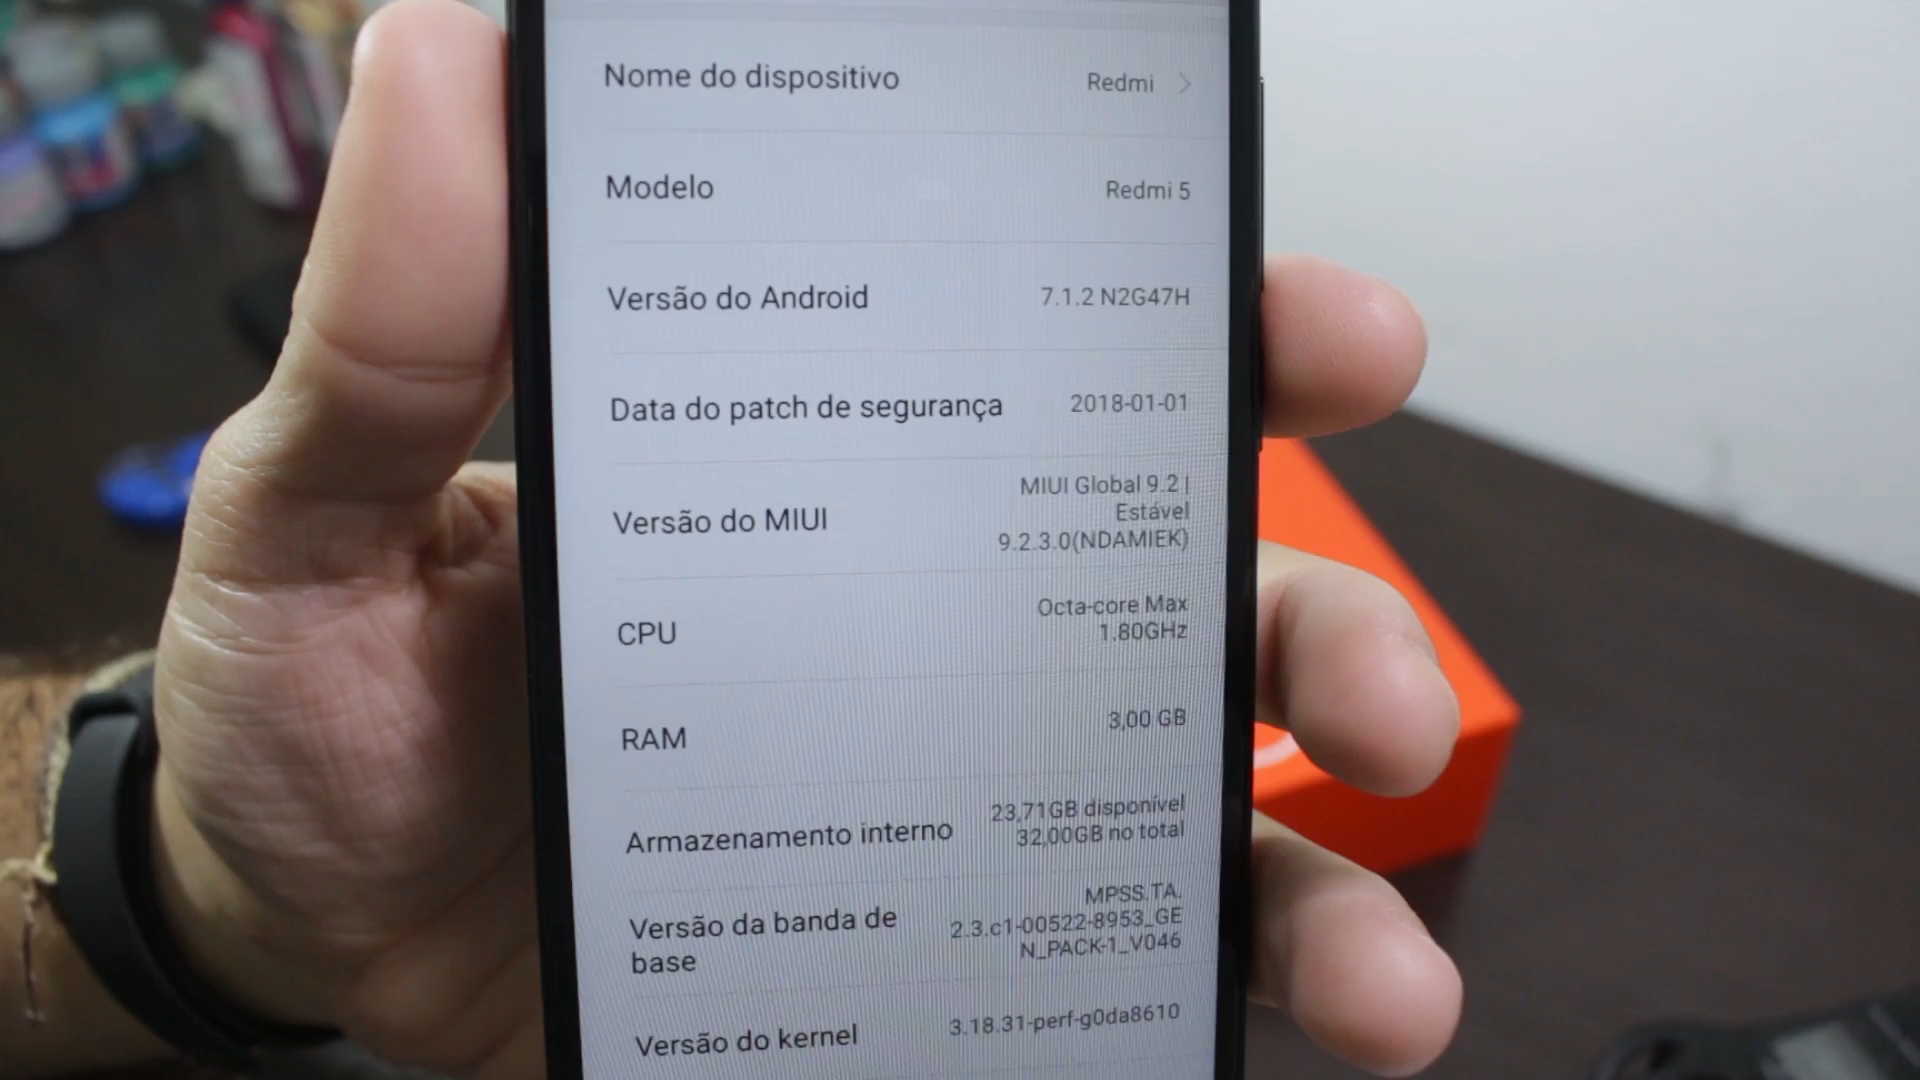 Nome do dispositivo
Redmi
Modelo
Redmi 5
Versão do Android
7.1.2 N2G47H
Data do patch de segurança
2018-01-01
Versão do MIUI
MIUI Global 9.2 |
Estável
9.2.3.0(NDAMIEK)
CPU
Octa-core Max
1.80GHz
RAM
3,00 GB
Armazenamento interno
23,71GB disponível
32,00GB no total
Versão da banda de
base
MPSS.TA.
2.3.c1-00522-8953_GE
N_PACK-1_V046
Versão do kernel
3.18.31-perf-g0da8610